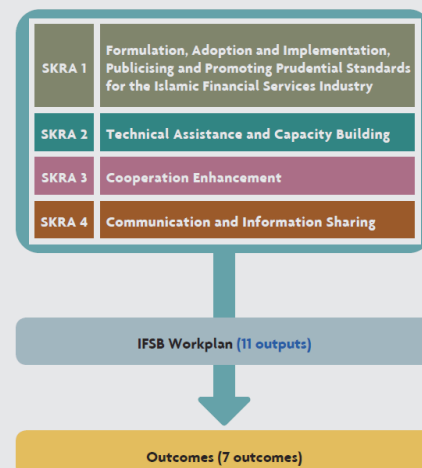 SKRA 1
Formulation, Adoption and Implementation,
Publicising and Promoting Prudential Standards
for the Islamic Financial Services Industry
SKRA 2
Technical Assistance and Capacity Building
SKRA 3
Cooperation Enhancement
SKRA 4
Communication and Information Sharing
IFSB Workplan (11 outputs)
Outcomes (7 outcomes)